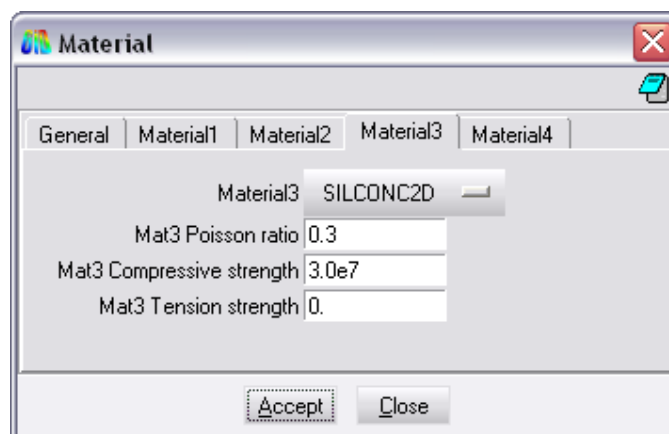 Material
General Material1 Material2 Material3 Material4
Material3 SILCONC2D
Mat3 Poisson ratio 0.3
Mat3 Compressive strength 3.0e7
Mat3 Tension strength 0.
Accept Close